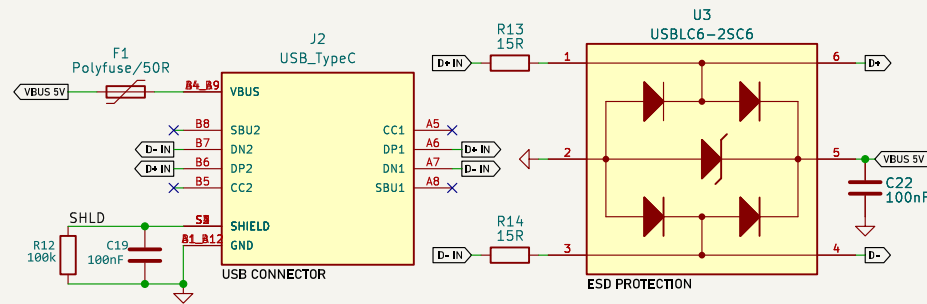 J2
USB_TypeC
F1
Polyfuse/50R
VBUS 5V
VBUS
B8
SBU2
B7
DN2
D- IN
B6
DP2
D+ IN
B5
CC2
CC1
A5
DP1
A6
D+ IN
DN1
A7
D- IN
SBU1
A8
SHLD
SHIELD
A1_A12
GND
R12
100k
C19
100nF
USB CONNECTOR
U3
USBLC6-2SC6
R13
15R
D+ IN
1
6
D+
2
5
VBUS 5V
C22
100nF
R14
15R
D- IN
3
4
D-
ESD PROTECTION